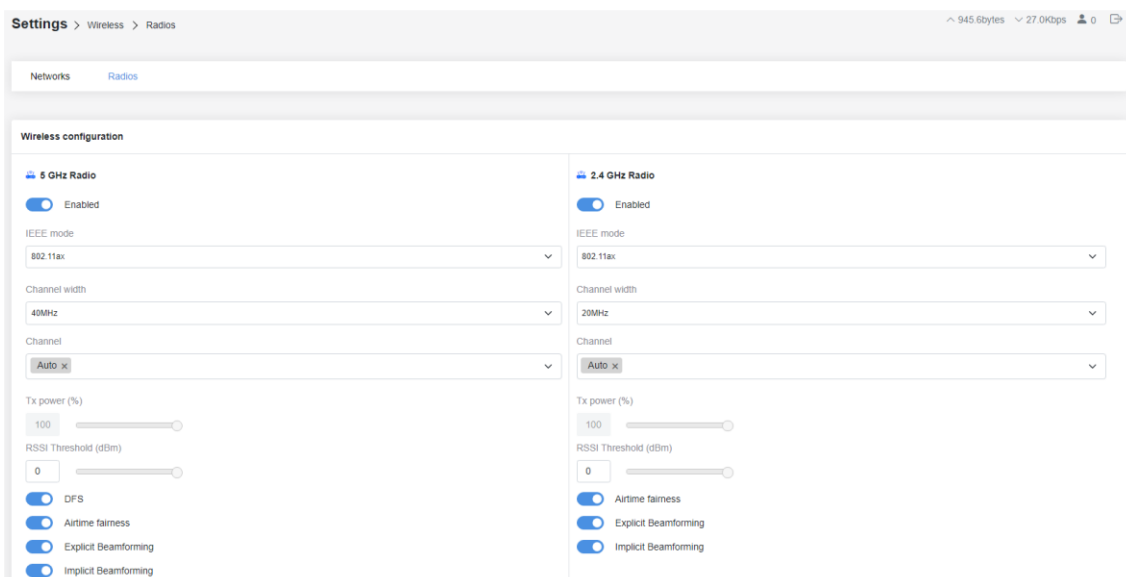 Settings > Wireless > Radios
945.6bytes 27.0Kbps 0
Networks Radios
Wireless configuration
5 GHz Radio
Enabled
IEEE mode
802.11ax
Channel width
40MHz
Channel
Auto ×
Tx power (%)
100
RSSI Threshold (dBm)
0
DFS
Airtime fairness
Explicit Beamforming
Implicit Beamforming
2.4 GHz Radio
Enabled
IEEE mode
802.11ax
Channel width
20MHz
Channel
Auto ×
Tx power (%)
100
RSSI Threshold (dBm)
0
Airtime fairness
Explicit Beamforming
Implicit Beamforming